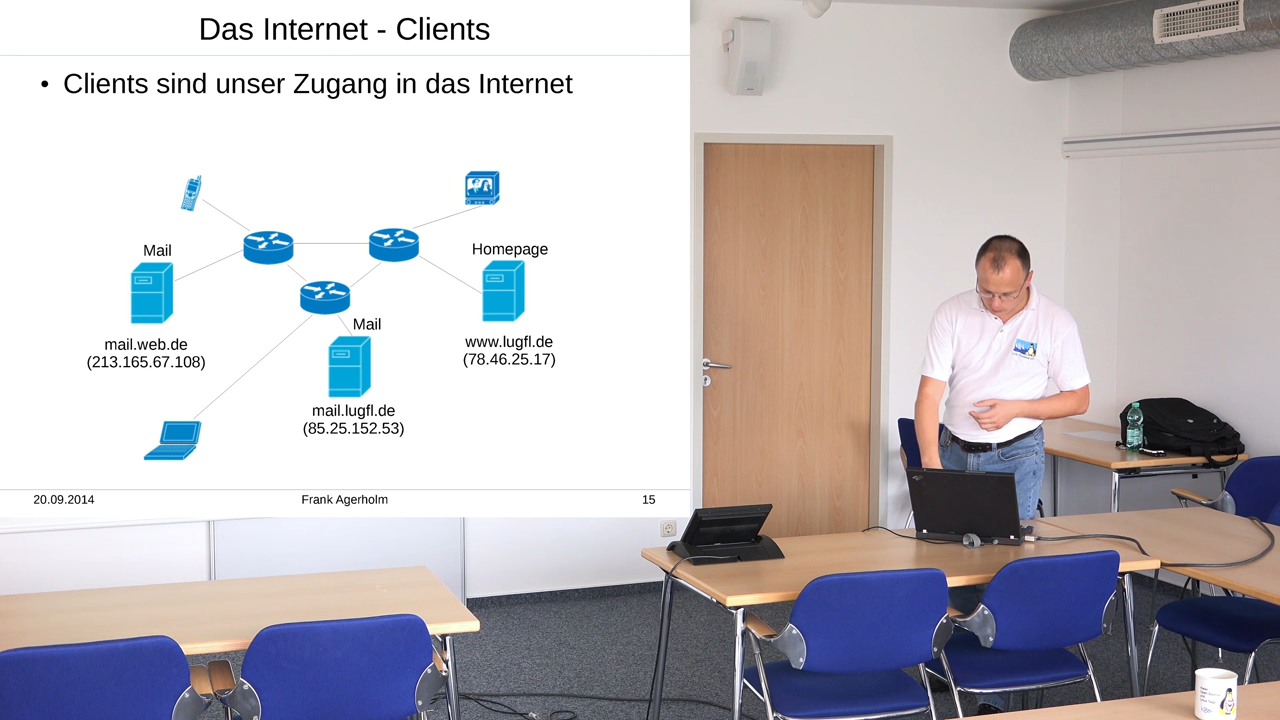 Das Internet - Clients
• Clients sind unser Zugang in das Internet
Mail
Homepage
mail.web.de
(213.165.67.108)
www.lugfl.de
(78.46.25.17)
Mail
mail.lugfl.de
(85.25.152.53)
20.09.2014
Frank Agerholm
15